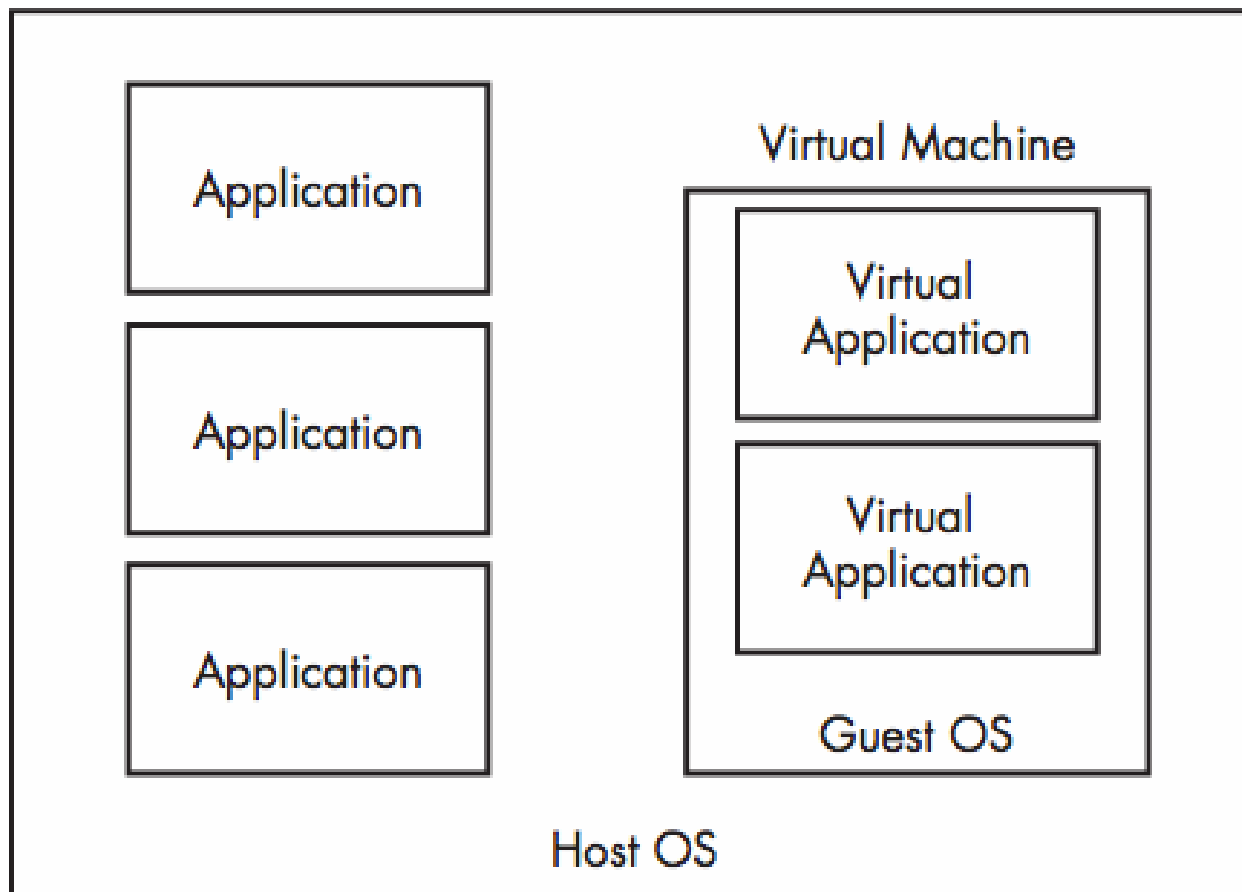 Application
Application
Application
Virtual Machine
Virtual
Application
Virtual
Application
Guest OS
Host OS